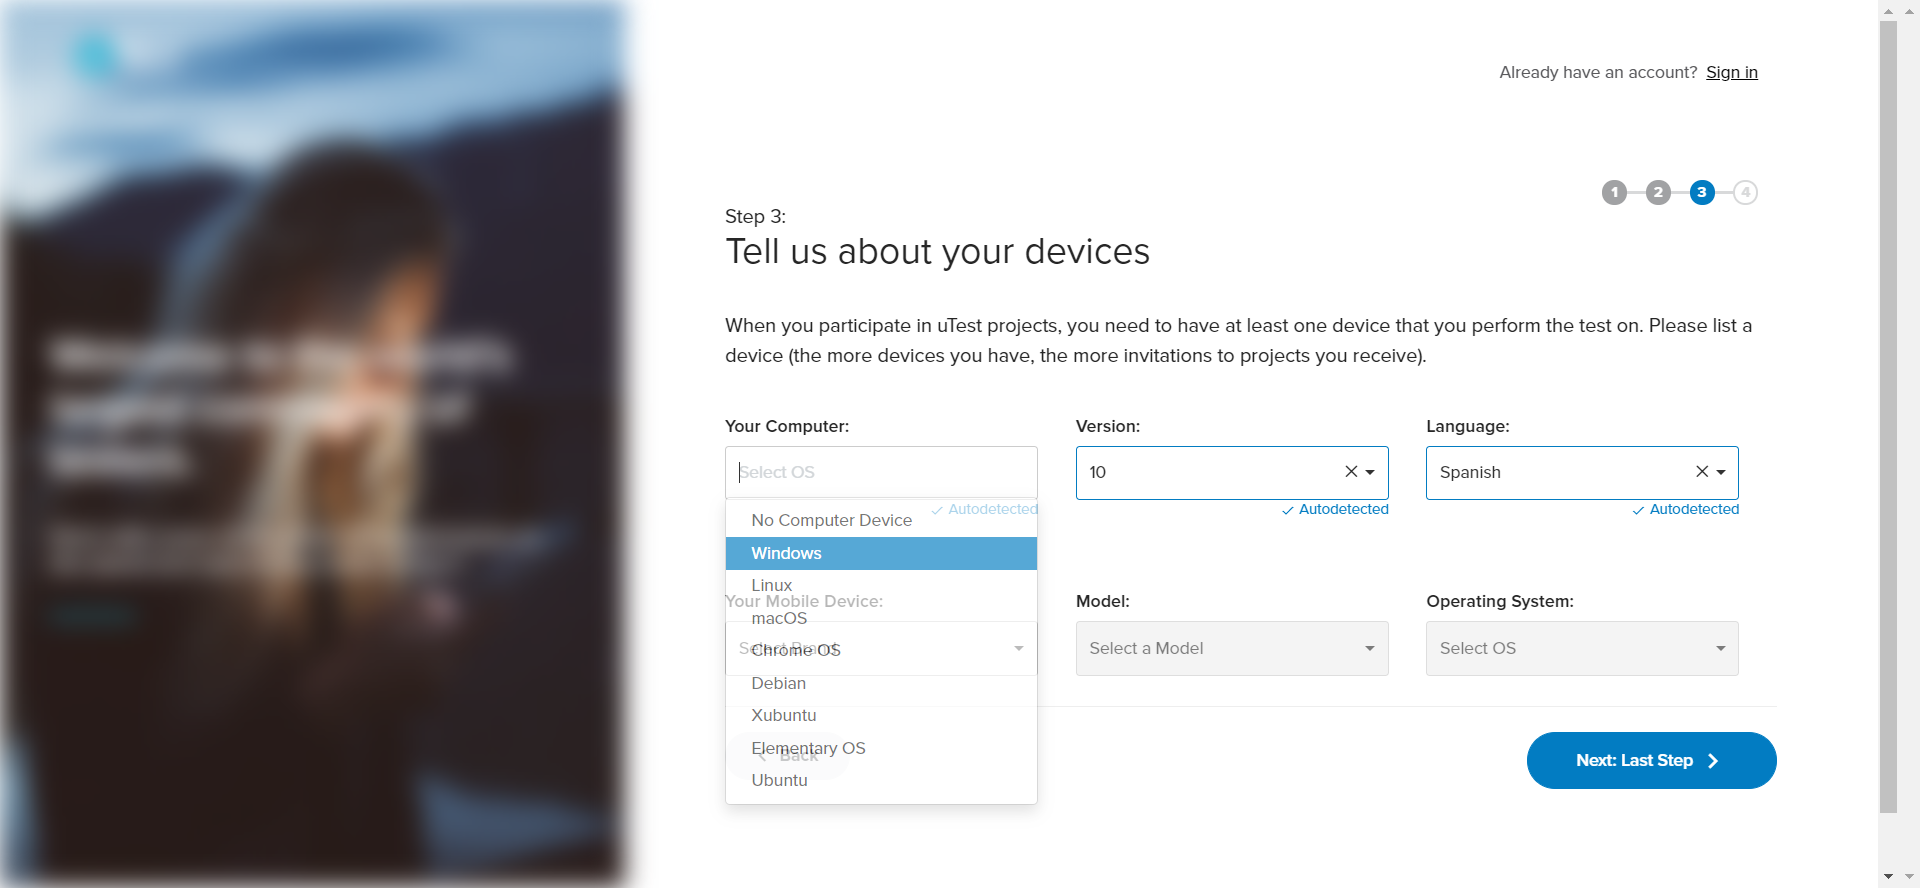 Already have an account? Sign in
1 2 3 4
Step 3:
Tell us about your devices
When you participate in uTest projects, you need to have at least one device that you perform the test on. Please list a
device (the more devices you have, the more invitations to projects you receive).
Your Computer: Version: Language:
Select OS 10 Spanish
Autodetected Autodetected Autodetected
No Computer Device
Windows
Linux
Your Mobile Device: Model: Operating System:
macOS
Select Brand Select a Model Select OS
Chrome OS
Debian
Xubuntu
Elementary OS
Back Next: Last Step
Ubuntu